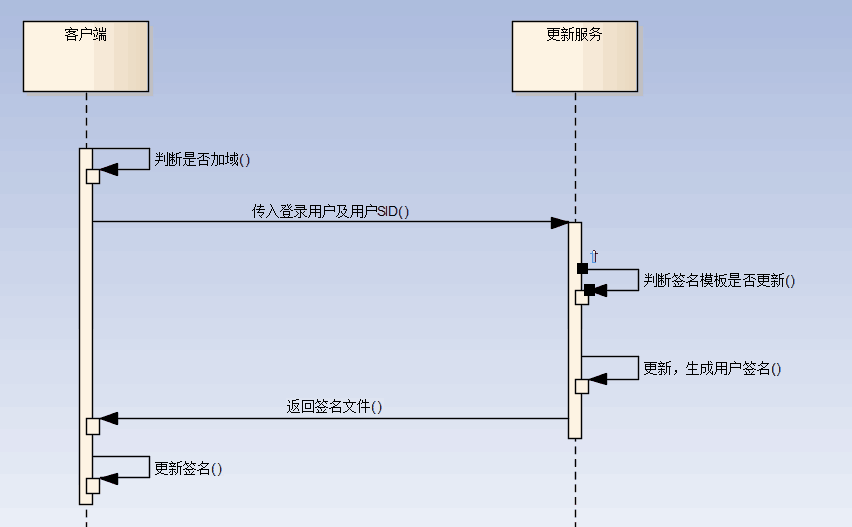 客户端
更新服务
判断是否加域()
传入登录用户及用户SID()
判断签名模板是否更新()
更新，生成用户签名()
返回签名文件()
更新签名()